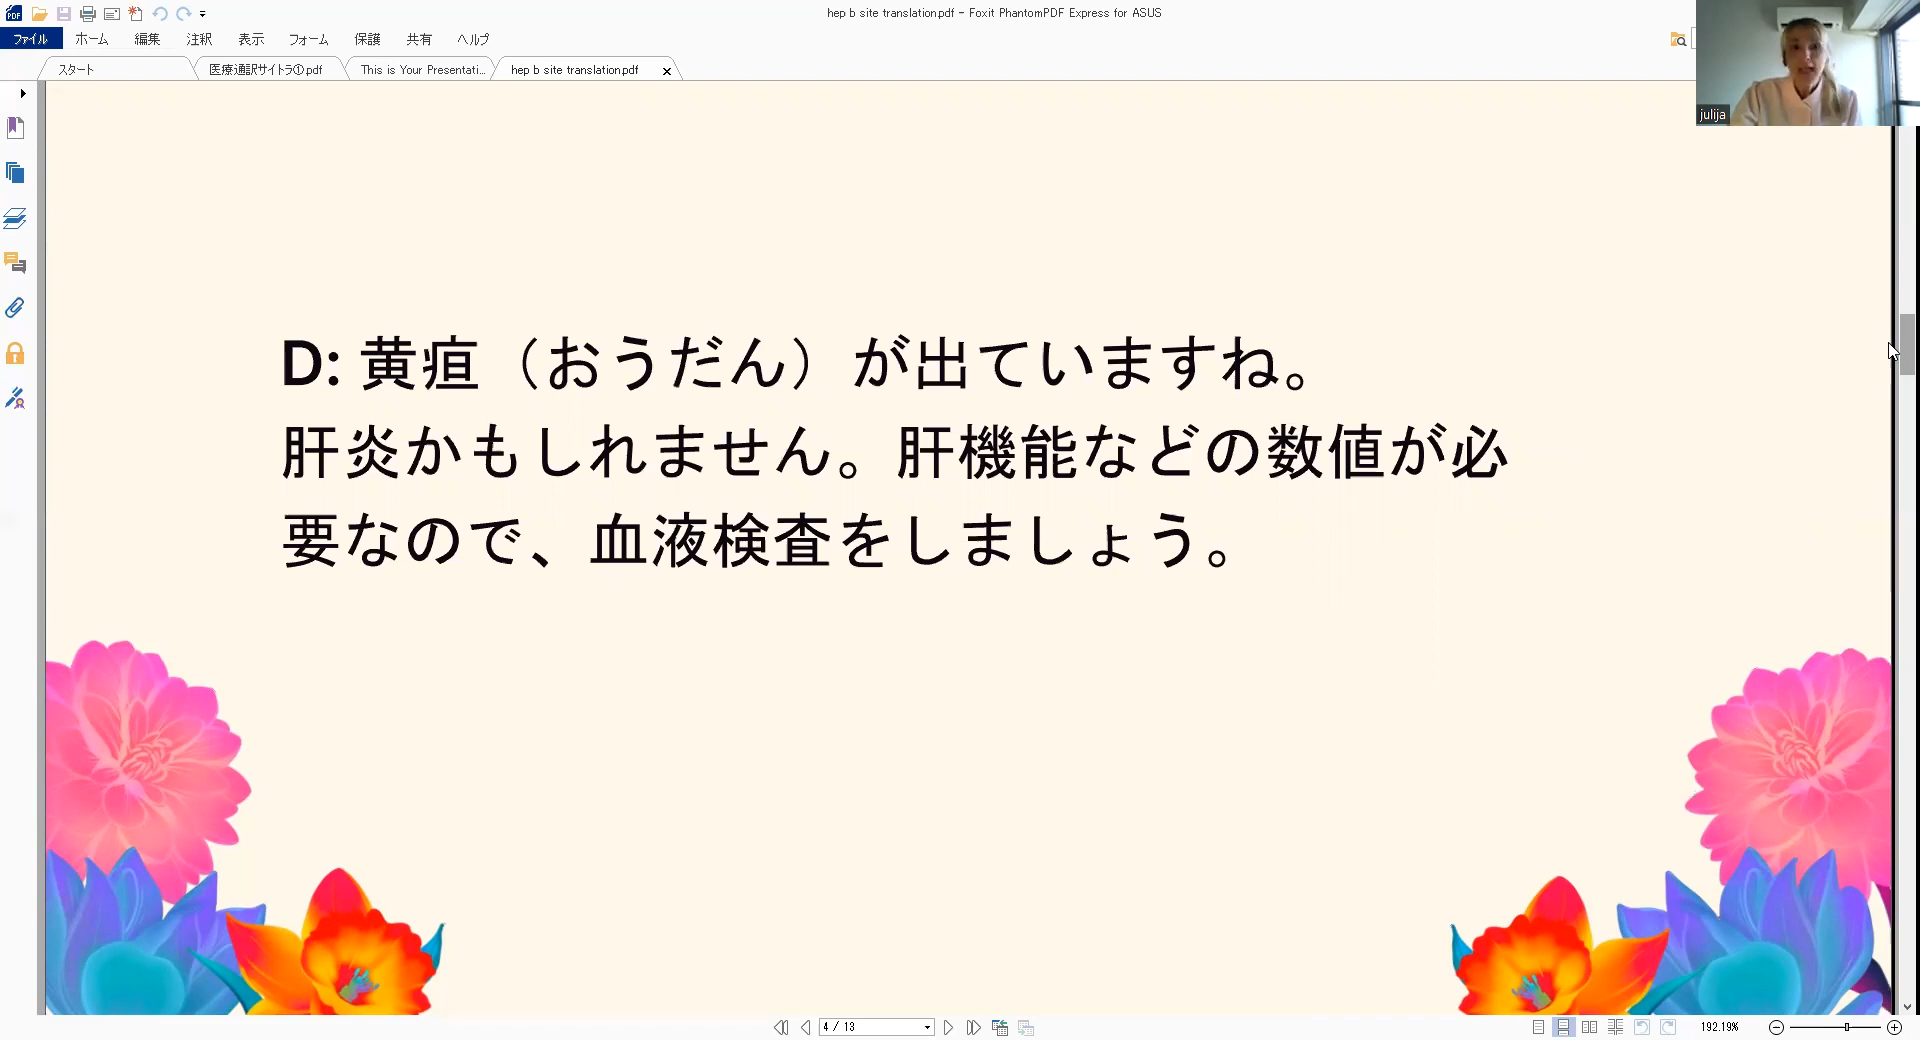 hep b site translation.pdf - Foxit PhantomPDF Express for ASUS
ファイル ホーム 編集 注釈 表示 フォーム 保護 共有 ヘルプ
スタート 医療通訳サイトラ①.pdf This is Your Presentati... hep b site translation.pdf
julija
D: 黄疸（おうだん）が出ていますね。
肝炎かもしれません。肝機能などの数値が必
要なので、血液検査をしましょう。
4 / 13
192.19%